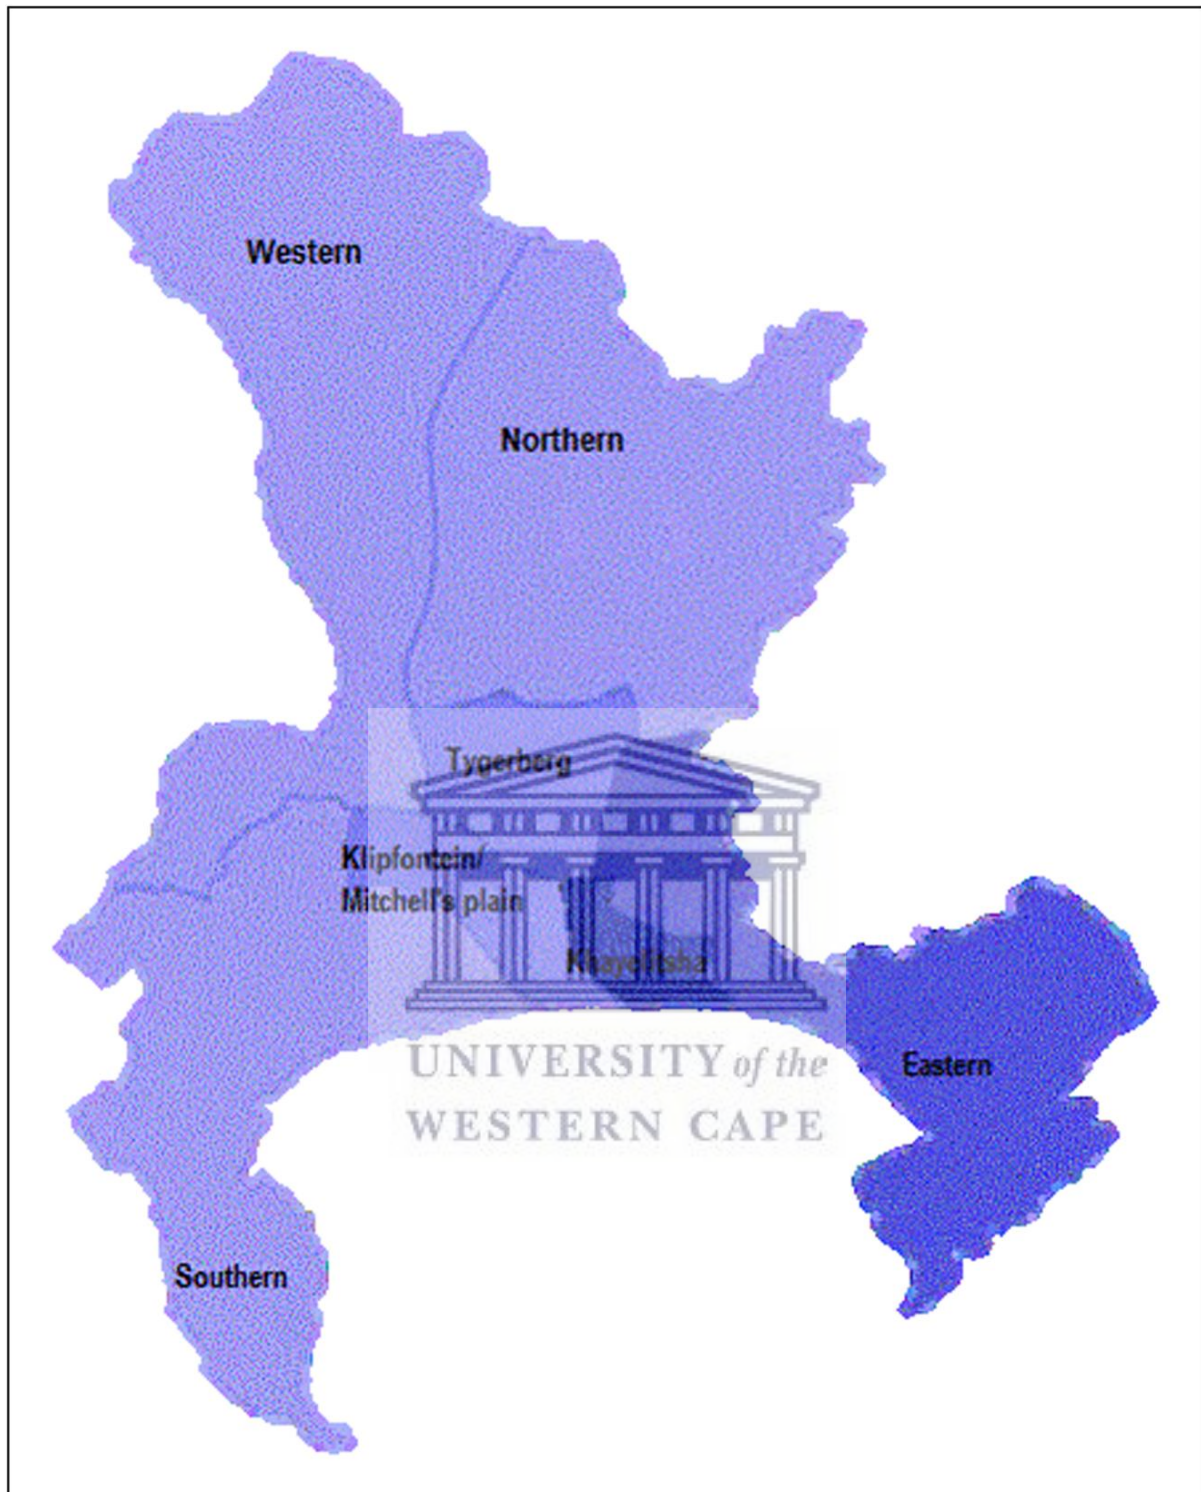 Western
Northern
Tygerberg
Klipfontein/
Mitchell's plain
Khayelitsha
UNIVERSITY of the
WESTERN CAPE
Eastern
Southern